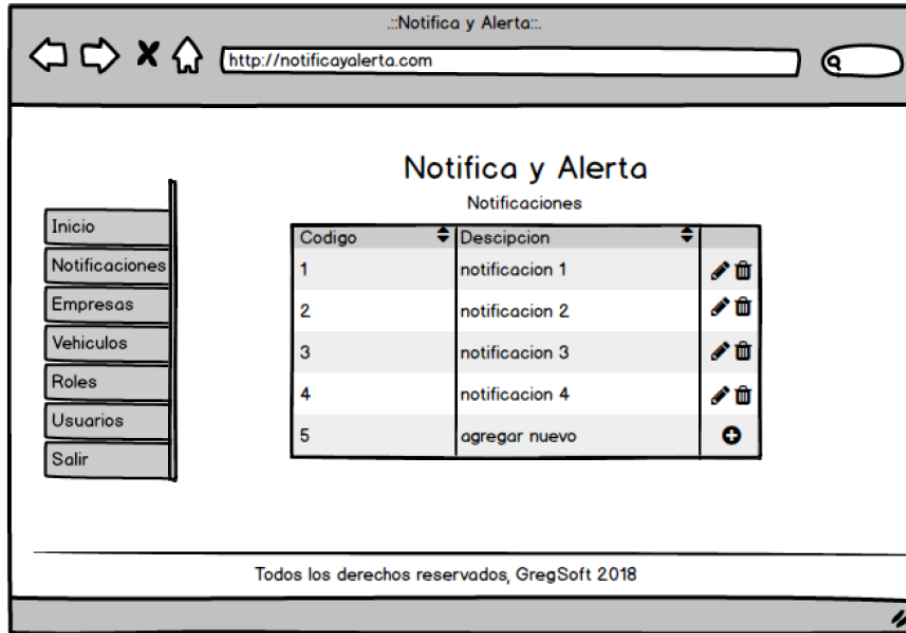 .::Notifica y Alerta::.
http://notificayalerta.com
Notifica y Alerta
Notificaciones
Inicio
Notificaciones
Empresas
Vehiculos
Roles
Usuarios
Salir
Codigo Descipcion
1 notificacion 1
2 notificacion 2
3 notificacion 3
4 notificacion 4
5 agregar nuevo
Todos los derechos reservados, GregSoft 2018